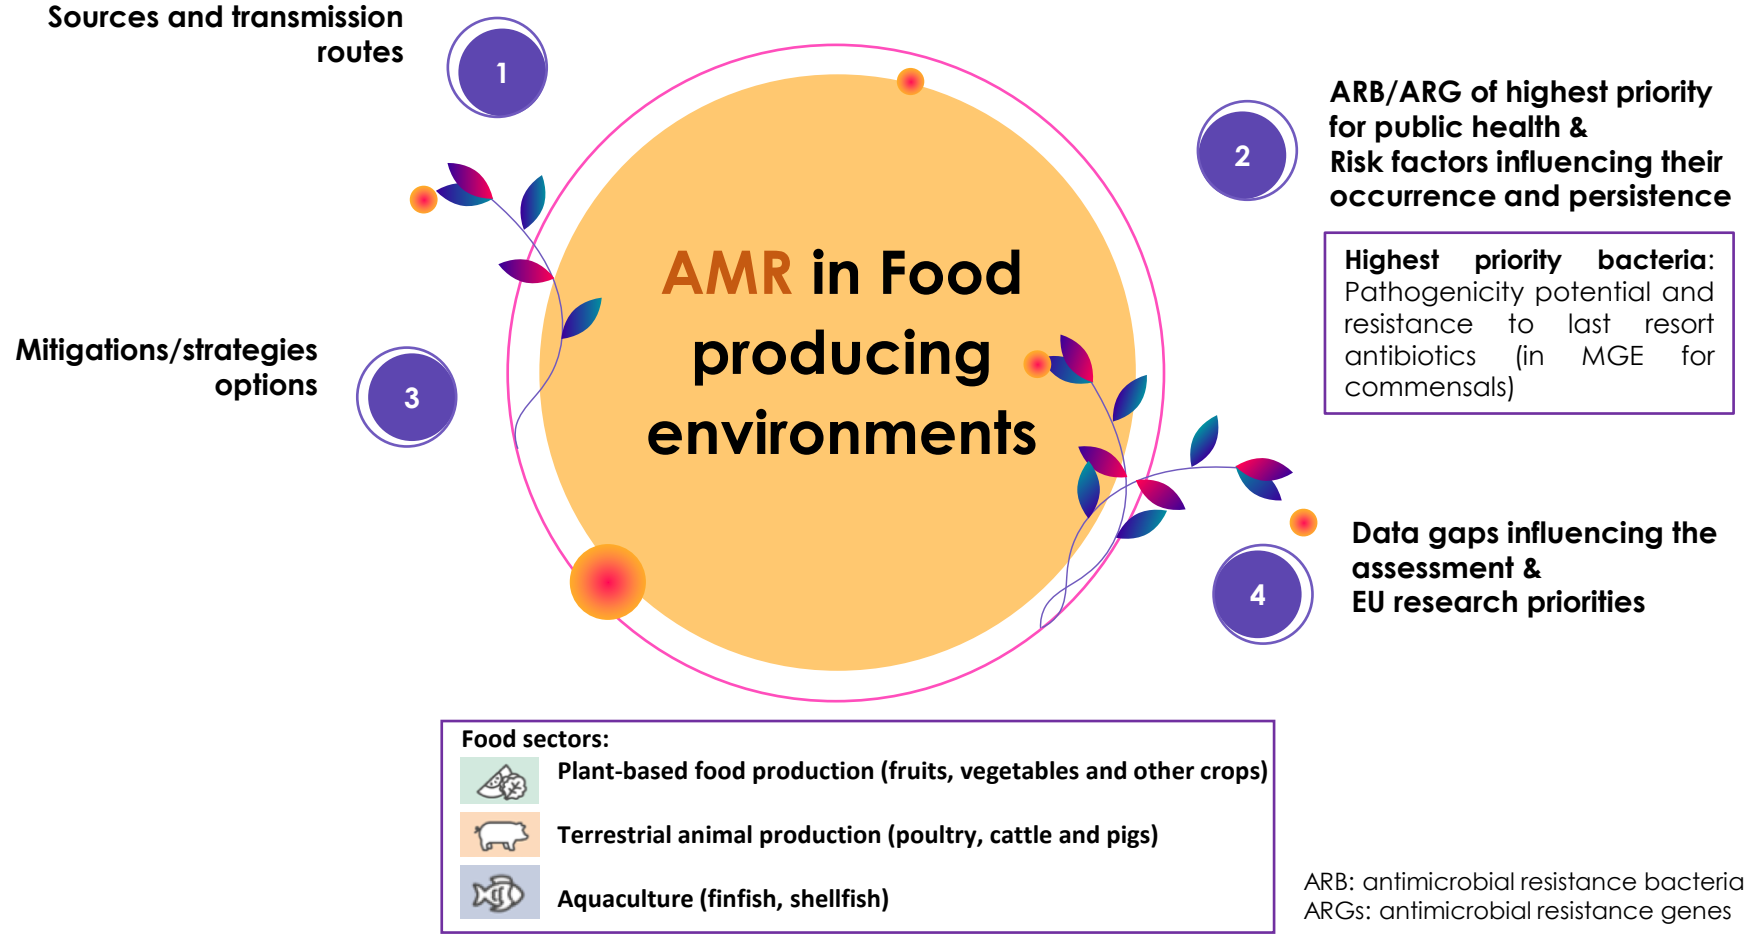 Sources and transmission
routes
1
ARB/ARG of highest priority
for public health &
Risk factors influencing their
occurrence and persistence
2
Highest priority bacteria:
Pathogenicity potential and
resistance to last resort
antibiotics (in MGE for
commensals)
AMR in Food
producing
environments
Mitigations/strategies
options
3
Data gaps influencing the
assessment &
EU research priorities
4
Food sectors:
Plant-based food production (fruits, vegetables and other crops)
Terrestrial animal production (poultry, cattle and pigs)
Aquaculture (finfish, shellfish)
ARB: antimicrobial resistance bacteria
ARGs: antimicrobial resistance genes